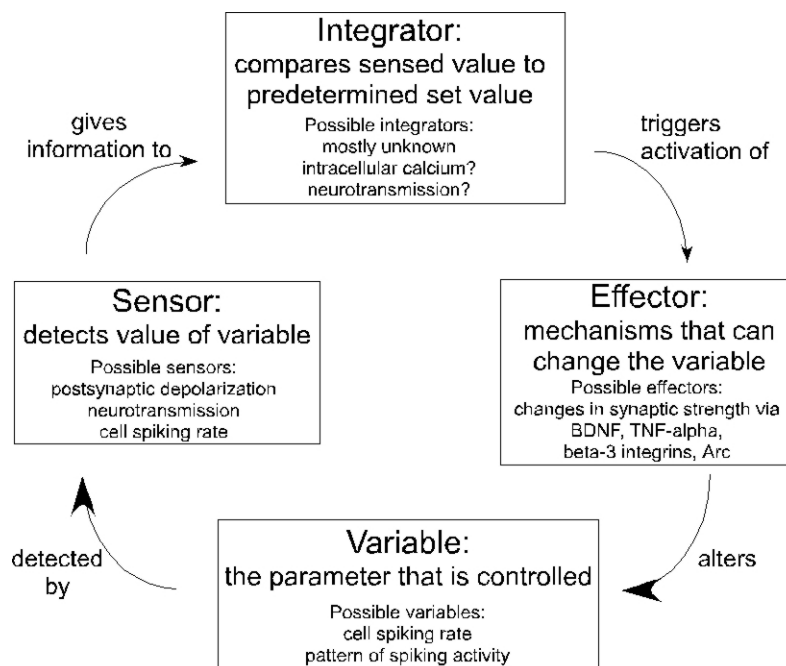 Integrator:
compares sensed value to
predetermined set value
Possible integrators:
mostly unknown
intracellular calcium?
neurotransmission?
gives
information to
triggers
activation of
Sensor:
detects value of variable
Possible sensors:
postsynaptic depolarization
neurotransmission
cell spiking rate
Effector:
mechanisms that can
change the variable
Possible effectors:
changes in synaptic strength via
BDNF, TNF-alpha,
beta-3 integrins, Arc
detected
by
alters
Variable:
the parameter that is controlled
Possible variables:
cell spiking rate
pattern of spiking activity